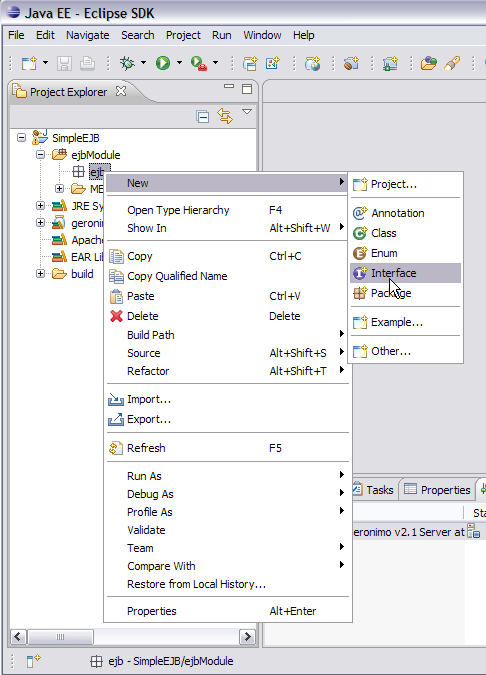 Java EE - Eclipse SDK
File Edit Navigate Search Project Run Window Help
Project Explorer
SimpleEJB
ejbModule
ejb
ME
JRE Sy
geronim
Apache
EAR Lib
build
New
Open Type Hierarchy F4
Show In Alt+Shift+W
Copy Ctrl+C
Copy Qualified Name
Paste Ctrl+V
Delete Delete
Build Path
Source Alt+Shift+S
Refactor Alt+Shift+T
Import...
Export...
Refresh F5
Run As
Debug As
Profile As
Validate
Team
Compare With
Restore from Local History...
Properties Alt+Enter
Project...
Annotation
Class
Enum
Interface
Package
Example...
Other...
Tasks Properties
Sta
eronimo v2.1 Server at
ejb - SimpleEJB/ejbModule